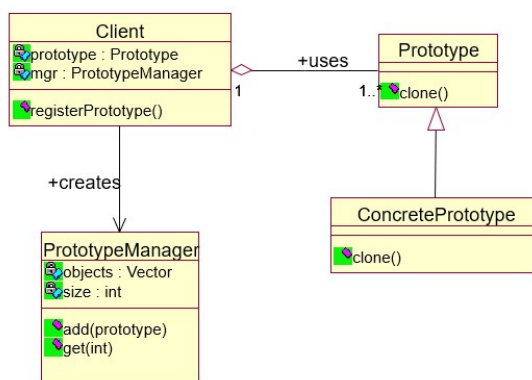 Client
prototype : Prototype
mgr : PrototypeManager
registerPrototype()
+uses
1
1..*
Prototype
clone()
+creates
ConcretePrototype
clone()
PrototypeManager
objects : Vector
size : int
add(prototype)
get(int)